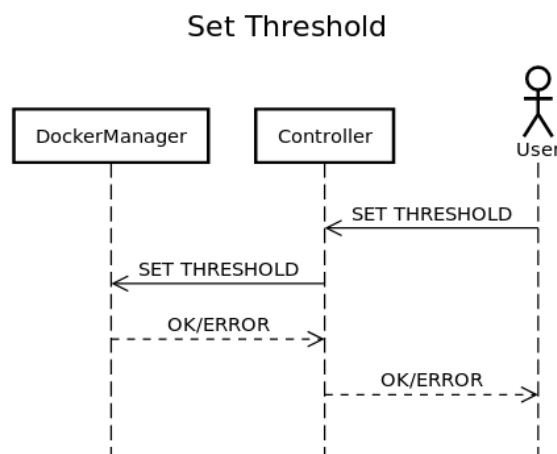 Set Threshold
DockerManager
Controller
User
SET THRESHOLD
SET THRESHOLD
OK/ERROR
OK/ERROR